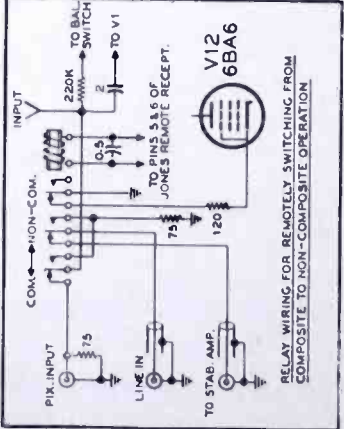 INPUT
TO BAL.
SWITCH
220K
2
TO V1
COM.
NON-COM.
0.5
TO PINS 5 & 6 OF
JONES REMOTE RECEPT.
V12
6BA6
PIX. INPUT
75
75
120
LINE IN
TO STAB. AMP.
RELAY WIRING FOR REMOTELY SWITCHING FROM
COMPOSITE TO NON-COMPOSITE OPERATION